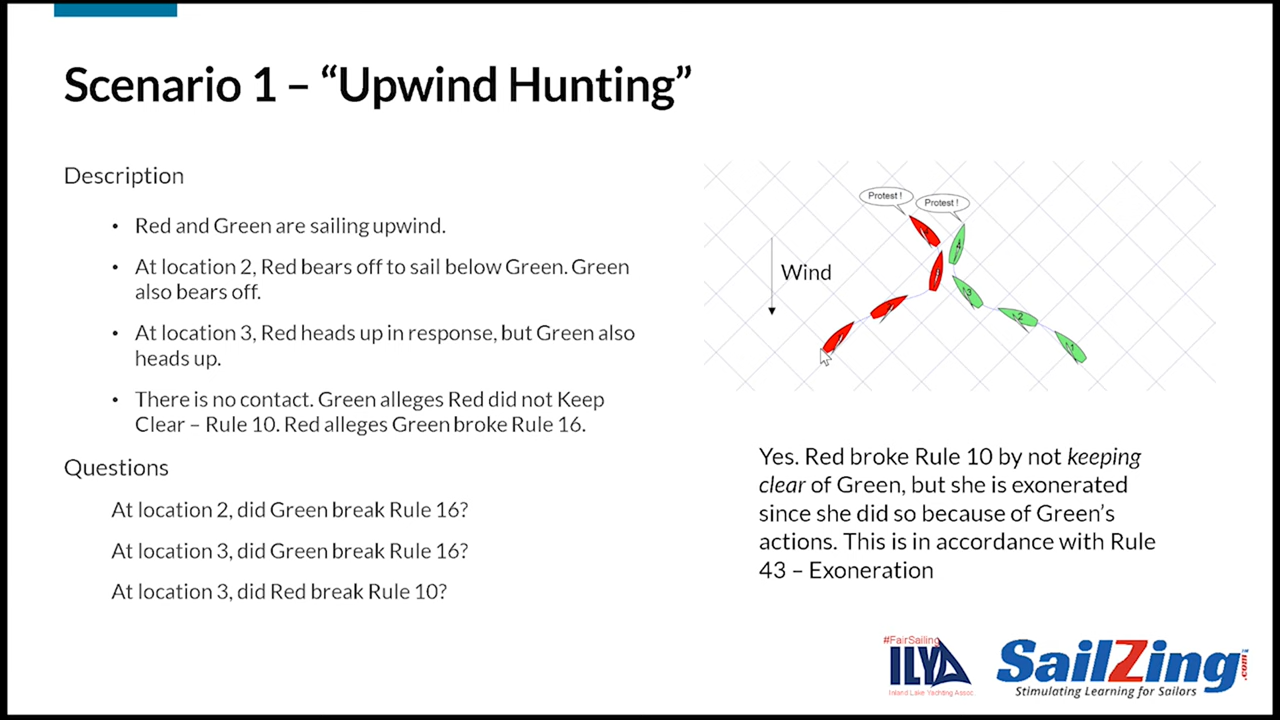 Scenario 1 – “Upwind Hunting”
Description
• Red and Green are sailing upwind.
• At location 2, Red bears off to sail below Green. Green
also bears off.
• At location 3, Red heads up in response, but Green also
heads up.
• There is no contact. Green alleges Red did not Keep
Clear – Rule 10. Red alleges Green broke Rule 16.
Questions
At location 2, did Green break Rule 16?
At location 3, did Green break Rule 16?
At location 3, did Red break Rule 10?
Protest !
Protest !
Wind
4
3
2
1
Yes. Red broke Rule 10 by not keeping
clear of Green, but she is exonerated
since she did so because of Green’s
actions. This is in accordance with Rule
43 – Exoneration
#FairSailing
ILYA
Inland Lake Yachting Assoc.
SailZing.com
Stimulating Learning for Sailors